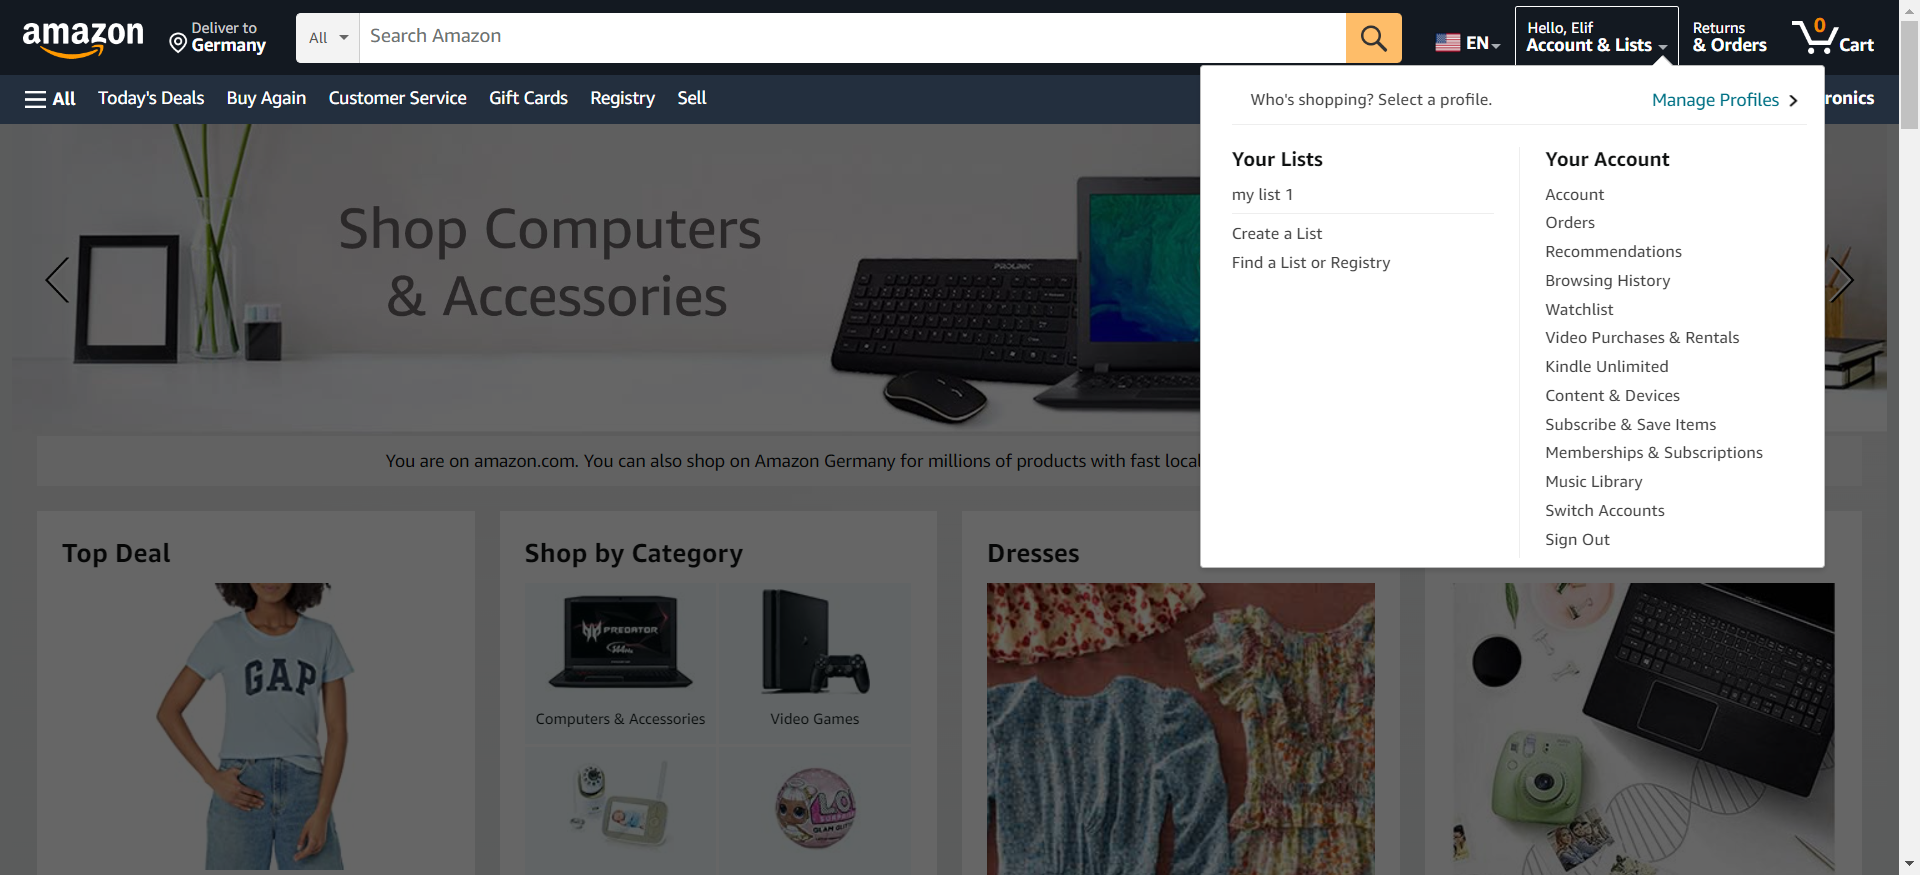 amazon
Deliver to
Germany
All
Search Amazon
EN
Hello, Elif
Account & Lists
Returns
& Orders
0
Cart
All
Today's Deals
Buy Again
Customer Service
Gift Cards
Registry
Sell
ronics
Who's shopping? Select a profile.
Manage Profiles
Your Lists
my list 1
Create a List
Find a List or Registry
Your Account
Account
Orders
Recommendations
Browsing History
Watchlist
Video Purchases & Rentals
Kindle Unlimited
Content & Devices
Subscribe & Save Items
Memberships & Subscriptions
Music Library
Switch Accounts
Sign Out
Shop Computers
& Accessories
PROLINK
You are on amazon.com. You can also shop on Amazon Germany for millions of products with fast local
Top Deal
GAP
Shop by Category
PREDATOR
144Hz
Computers & Accessories
Video Games
L.O.
SURPRISE
GLAM GLITTER
Dresses